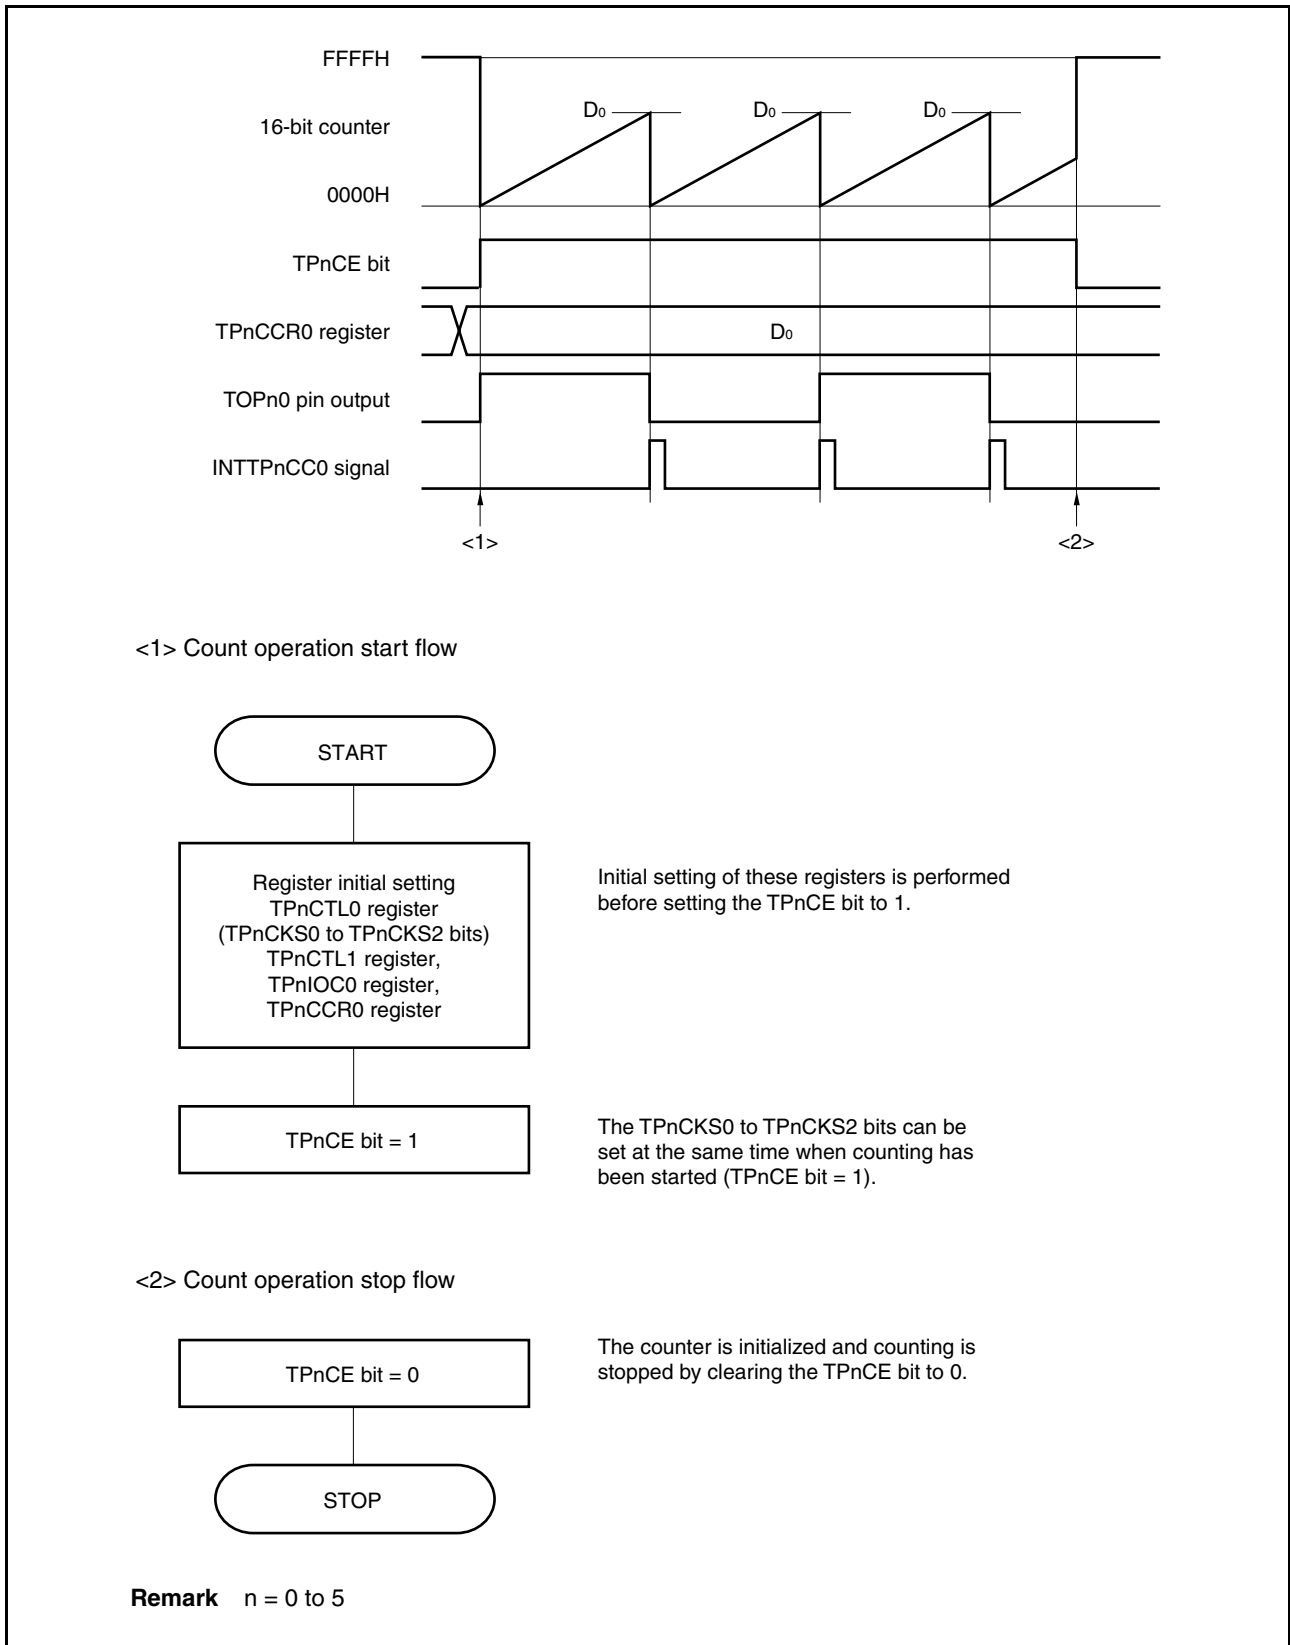 FFFFH
D0 D0 D0
16-bit counter
0000H
TPnCE bit
TPnCCR0 register D0
TOPn0 pin output
INTTPnCC0 signal
<1> <2>
<1> Count operation start flow
START
Register initial setting
TPnCTL0 register
(TPnCKS0 to TPnCKS2 bits)
TPnCTL1 register,
TPnIOC0 register,
TPnCCR0 register
Initial setting of these registers is performed
before setting the TPnCE bit to 1.
TPnCE bit = 1
The TPnCKS0 to TPnCKS2 bits can be
set at the same time when counting has
been started (TPnCE bit = 1).
<2> Count operation stop flow
TPnCE bit = 0
The counter is initialized and counting is
stopped by clearing the TPnCE bit to 0.
STOP
Remark n = 0 to 5